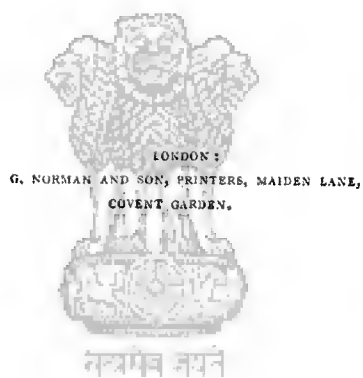 LONDON:
G. NORMAN AND SON, PRINTERS, MAIDEN LANE,
COVENT GARDEN.
सत्यमेव जयते